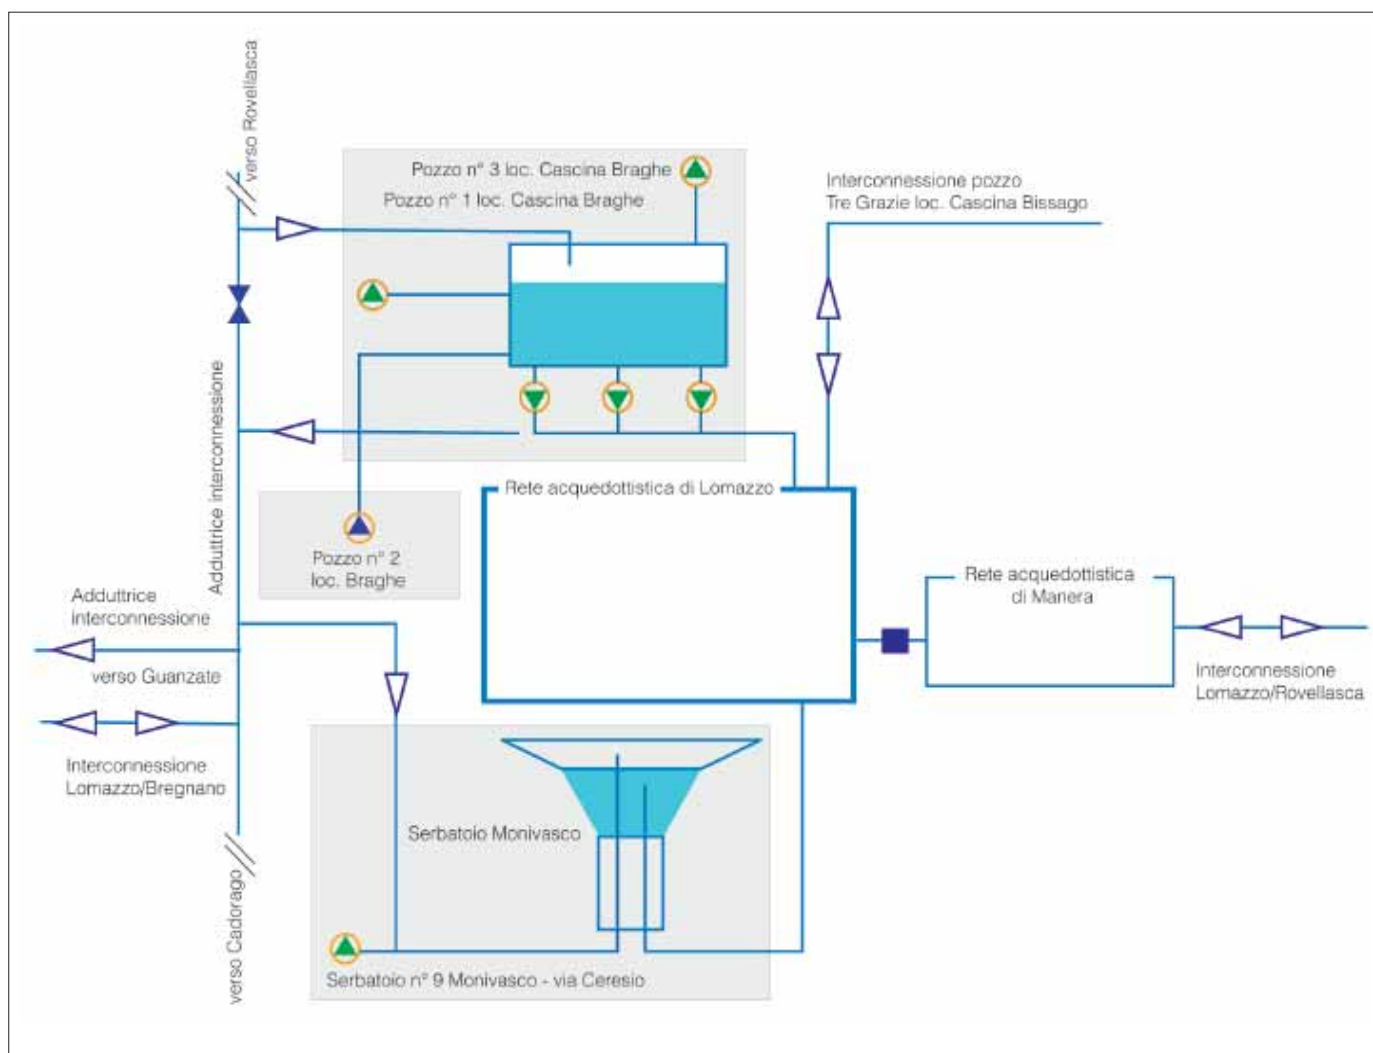 verso Rovellasca
Pozzo n° 3 loc. Cascina Braghe
Pozzo n° 1 loc. Cascina Braghe
Interconnessione pozzo
Tre Grazie loc. Cascina Bissago
Adduttrice interconnessione
Rete acquedottistica di Lomazzo
Pozzo n° 2
loc. Braghe
Rete acquedottistica
di Manera
Adduttrice
interconnessione
verso Guanzate
Interconnessione
Lomazzo/Rovellasca
Interconnessione
Lomazzo/Bregnano
Serbatoio Monivasco
verso Cadorago
Serbatoio n° 9 Monivasco - via Ceresio